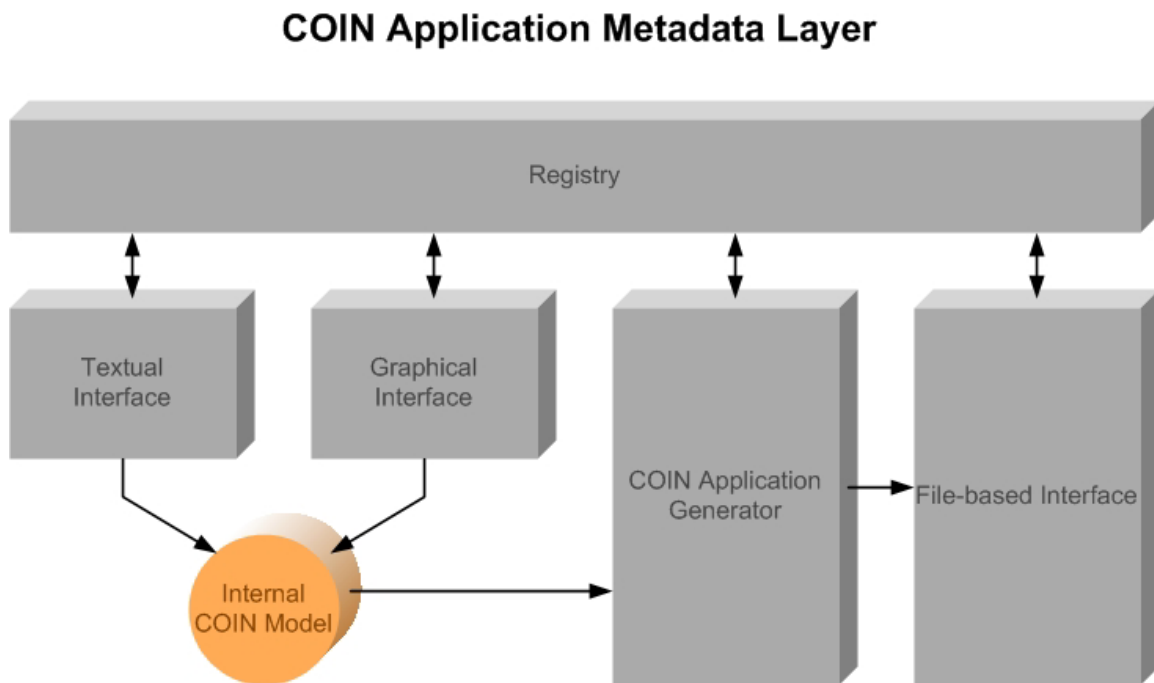 COIN Application Metadata Layer
Registry
Textual
Interface
Graphical
Interface
COIN Application
Generator
File-based Interface
Internal
COIN Model